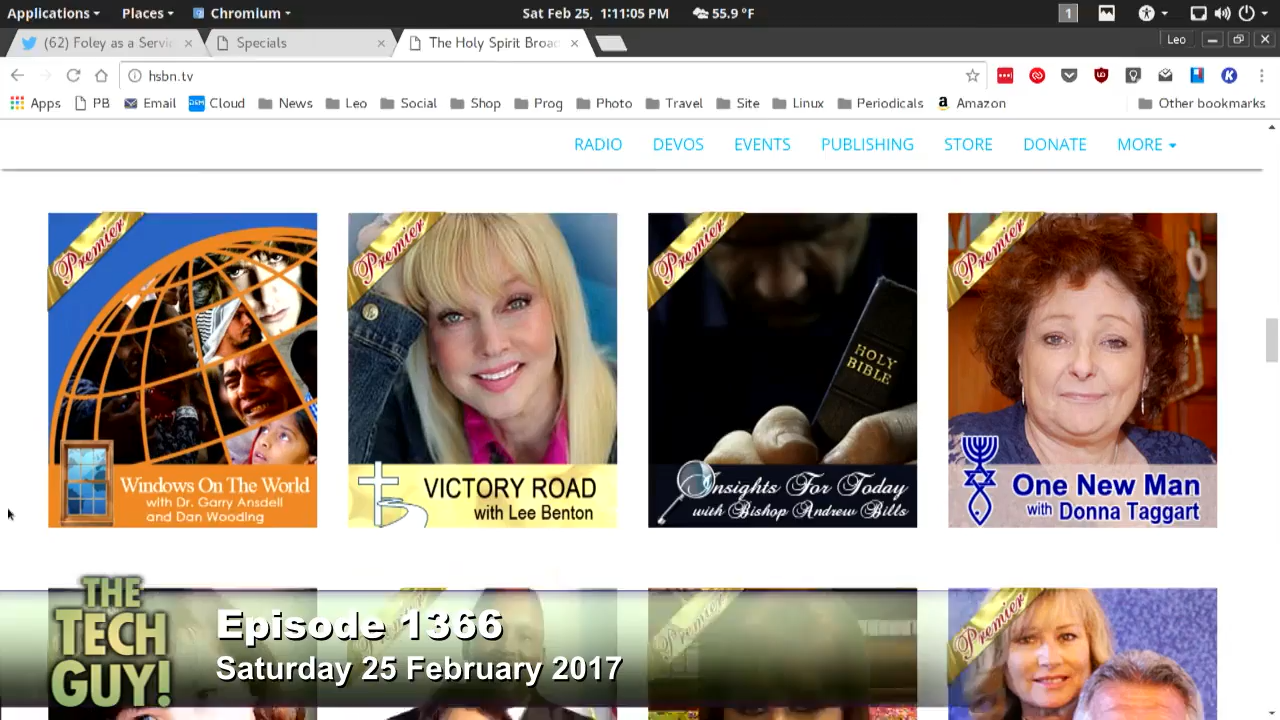 Applications Places Chromium Sat Feb 25, 1:11:05 PM 55.9 °F 1
(62) Foley as a Servi Specials The Holy Spirit Broad Leo
hsbn.tv
Apps PB Email Cloud News Leo Social Shop Prog Photo Travel Site Linux Periodicals Amazon Other bookmarks
RADIO DEVOS EVENTS PUBLISHING STORE DONATE MORE
Premier
Windows On The World
with Dr. Garry Ansdell
and Dan Wooding
Premier
VICTORY ROAD
with Lee Benton
Premier
HOLY
BIBLE
Insights For Today
with Bishop Andrew Bills
Premier
One New Man
with Donna Taggart
Premier
Premier
THE
TECH
GUY!
Episode 1366
Saturday 25 February 2017